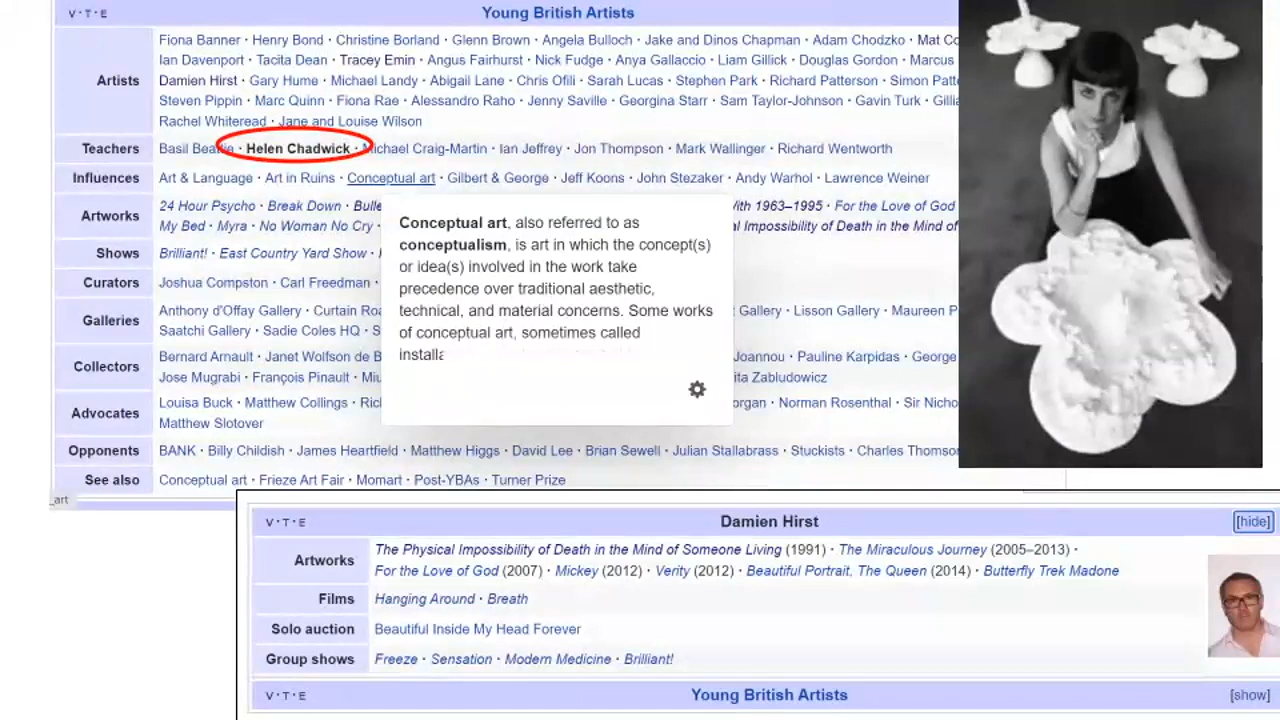 V · T · E
Young British Artists
Artists
Fiona Banner · Henry Bond · Christine Borland · Glenn Brown · Angela Bulloch · Jake and Dinos Chapman · Adam Chodzko · Mat Co
Ian Davenport · Tacita Dean · Tracey Emin · Angus Fairhurst · Nick Fudge · Anya Gallaccio · Liam Gillick · Douglas Gordon · Marcus
Damien Hirst · Gary Hume · Michael Landy · Abigail Lane · Chris Ofili · Sarah Lucas · Stephen Park · Richard Patterson · Simon Patte
Steven Pippin · Marc Quinn · Fiona Rae · Alessandro Raho · Jenny Saville · Georgina Starr · Sam Taylor-Johnson · Gavin Turk · Gillia
Rachel Whiteread · Jane and Louise Wilson
Teachers
Basil Beattie · Helen Chadwick · Michael Craig-Martin · Ian Jeffrey · Jon Thompson · Mark Wallinger · Richard Wentworth
Influences
Art & Language · Art in Ruins · Conceptual art · Gilbert & George · Jeff Koons · John Stezaker · Andy Warhol · Lawrence Weiner
Artworks
24 Hour Psycho · Break Down · Bulle
With 1963–1995 · For the Love of God
My Bed · Myra · No Woman No Cry ·
al Impossibility of Death in the Mind of
Shows
Brilliant! · East Country Yard Show ·
Curators
Joshua Compston · Carl Freedman ·
Galleries
Anthony d'Offay Gallery · Curtain Roa
Gallery · Lisson Gallery · Maureen P
Saatchi Gallery · Sadie Coles HQ · S
Collectors
Bernard Arnault · Janet Wolfson de B
Joannou · Pauline Karpidas · George
Jose Mugrabi · François Pinault · Miu
ita Zabludowicz
Advocates
Louisa Buck · Matthew Collings · Ric
organ · Norman Rosenthal · Sir Nicho
Matthew Slotover
Opponents
BANK · Billy Childish · James Heartfield · Matthew Higgs · David Lee · Brian Sewell · Julian Stallabrass · Stuckists · Charles Thomso
See also
Conceptual art · Frieze Art Fair · Momart · Post-YBAs · Turner Prize
_art
Conceptual art, also referred to as
conceptualism, is art in which the concept(s)
or idea(s) involved in the work take
precedence over traditional aesthetic,
technical, and material concerns. Some works
of conceptual art, sometimes called
installa
V · T · E
Damien Hirst
[hide]
Artworks
The Physical Impossibility of Death in the Mind of Someone Living (1991) · The Miraculous Journey (2005–2013) ·
For the Love of God (2007) · Mickey (2012) · Verity (2012) · Beautiful Portrait, The Queen (2014) · Butterfly Trek Madone
Films
Hanging Around · Breath
Solo auction
Beautiful Inside My Head Forever
Group shows
Freeze · Sensation · Modern Medicine · Brilliant!
V · T · E
Young British Artists
[show]